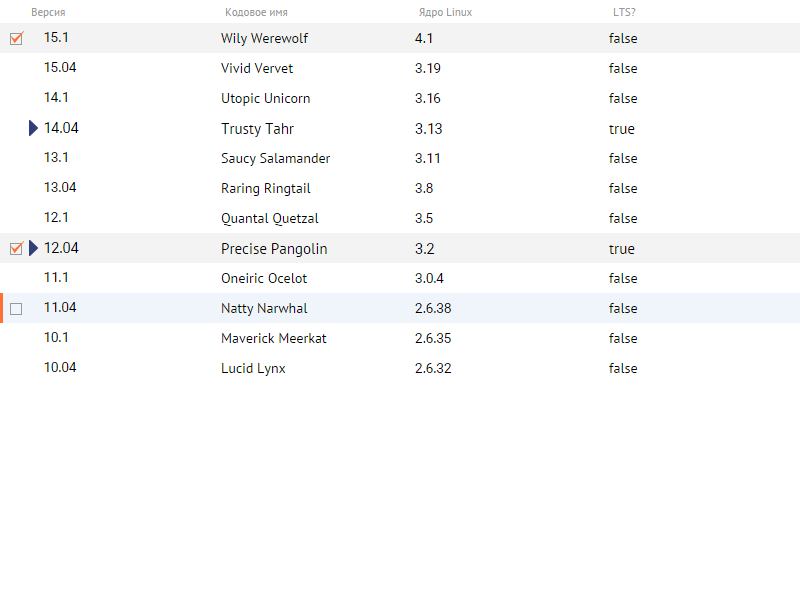 Версия Кодовое имя Ядро Linux LTS?
15.1 Wily Werewolf 4.1 false
15.04 Vivid Vervet 3.19 false
14.1 Utopic Unicorn 3.16 false
14.04 Trusty Tahr 3.13 true
13.1 Saucy Salamander 3.11 false
13.04 Raring Ringtail 3.8 false
12.1 Quantal Quetzal 3.5 false
12.04 Precise Pangolin 3.2 true
11.1 Oneiric Ocelot 3.0.4 false
11.04 Natty Narwhal 2.6.38 false
10.1 Maverick Meerkat 2.6.35 false
10.04 Lucid Lynx 2.6.32 false